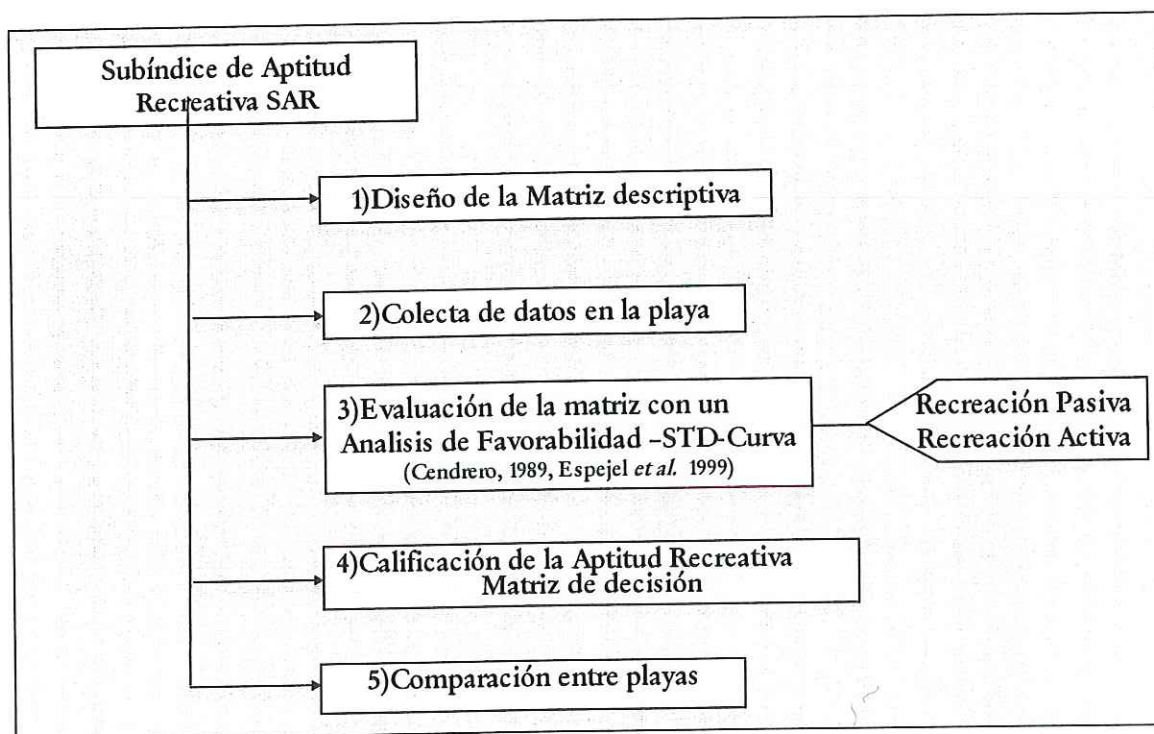 Subíndice de Aptitud
Recreativa SAR
1)Diseño de la Matriz descriptiva
2)Colecta de datos en la playa
3)Evaluación de la matriz con un
Analisis de Favorabilidad –STD-Curva
(Cendrero, 1989, Espejel et al. 1999)
Recreación Pasiva
Recreación Activa
4)Calificación de la Aptitud Recreativa
Matriz de decisión
5)Comparación entre playas